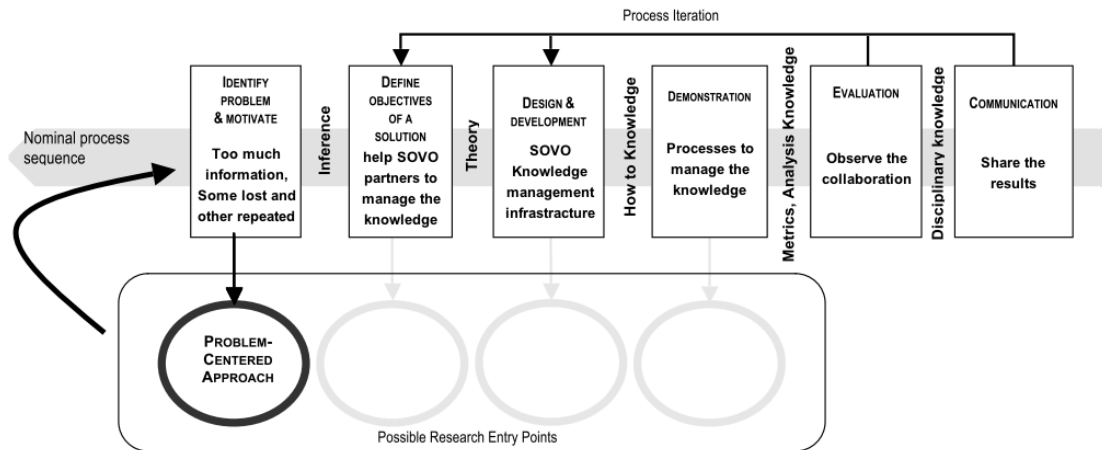 Process Iteration
Nominal process
sequence
IDENTIFY
PROBLEM
& MOTIVATE
Too much
information,
Some lost and
other repeated
Inference
DEFINE
OBJECTIVES
OF A
SOLUTION
help SOVO
partners to
manage the
knowledge
Theory
DESIGN &
DEVELOPMENT
SOVO
Knowledge
management
infrastracture
How to Knowledge
DEMONSTRATION
Processes to
manage the
knowledge
Metrics, Analysis Knowledge
EVALUATION
Observe the
collaboration
Disciplinary knowledge
COMMUNICATION
Share the
results
PROBLEM-
CENTERED
APPROACH
Possible Research Entry Points